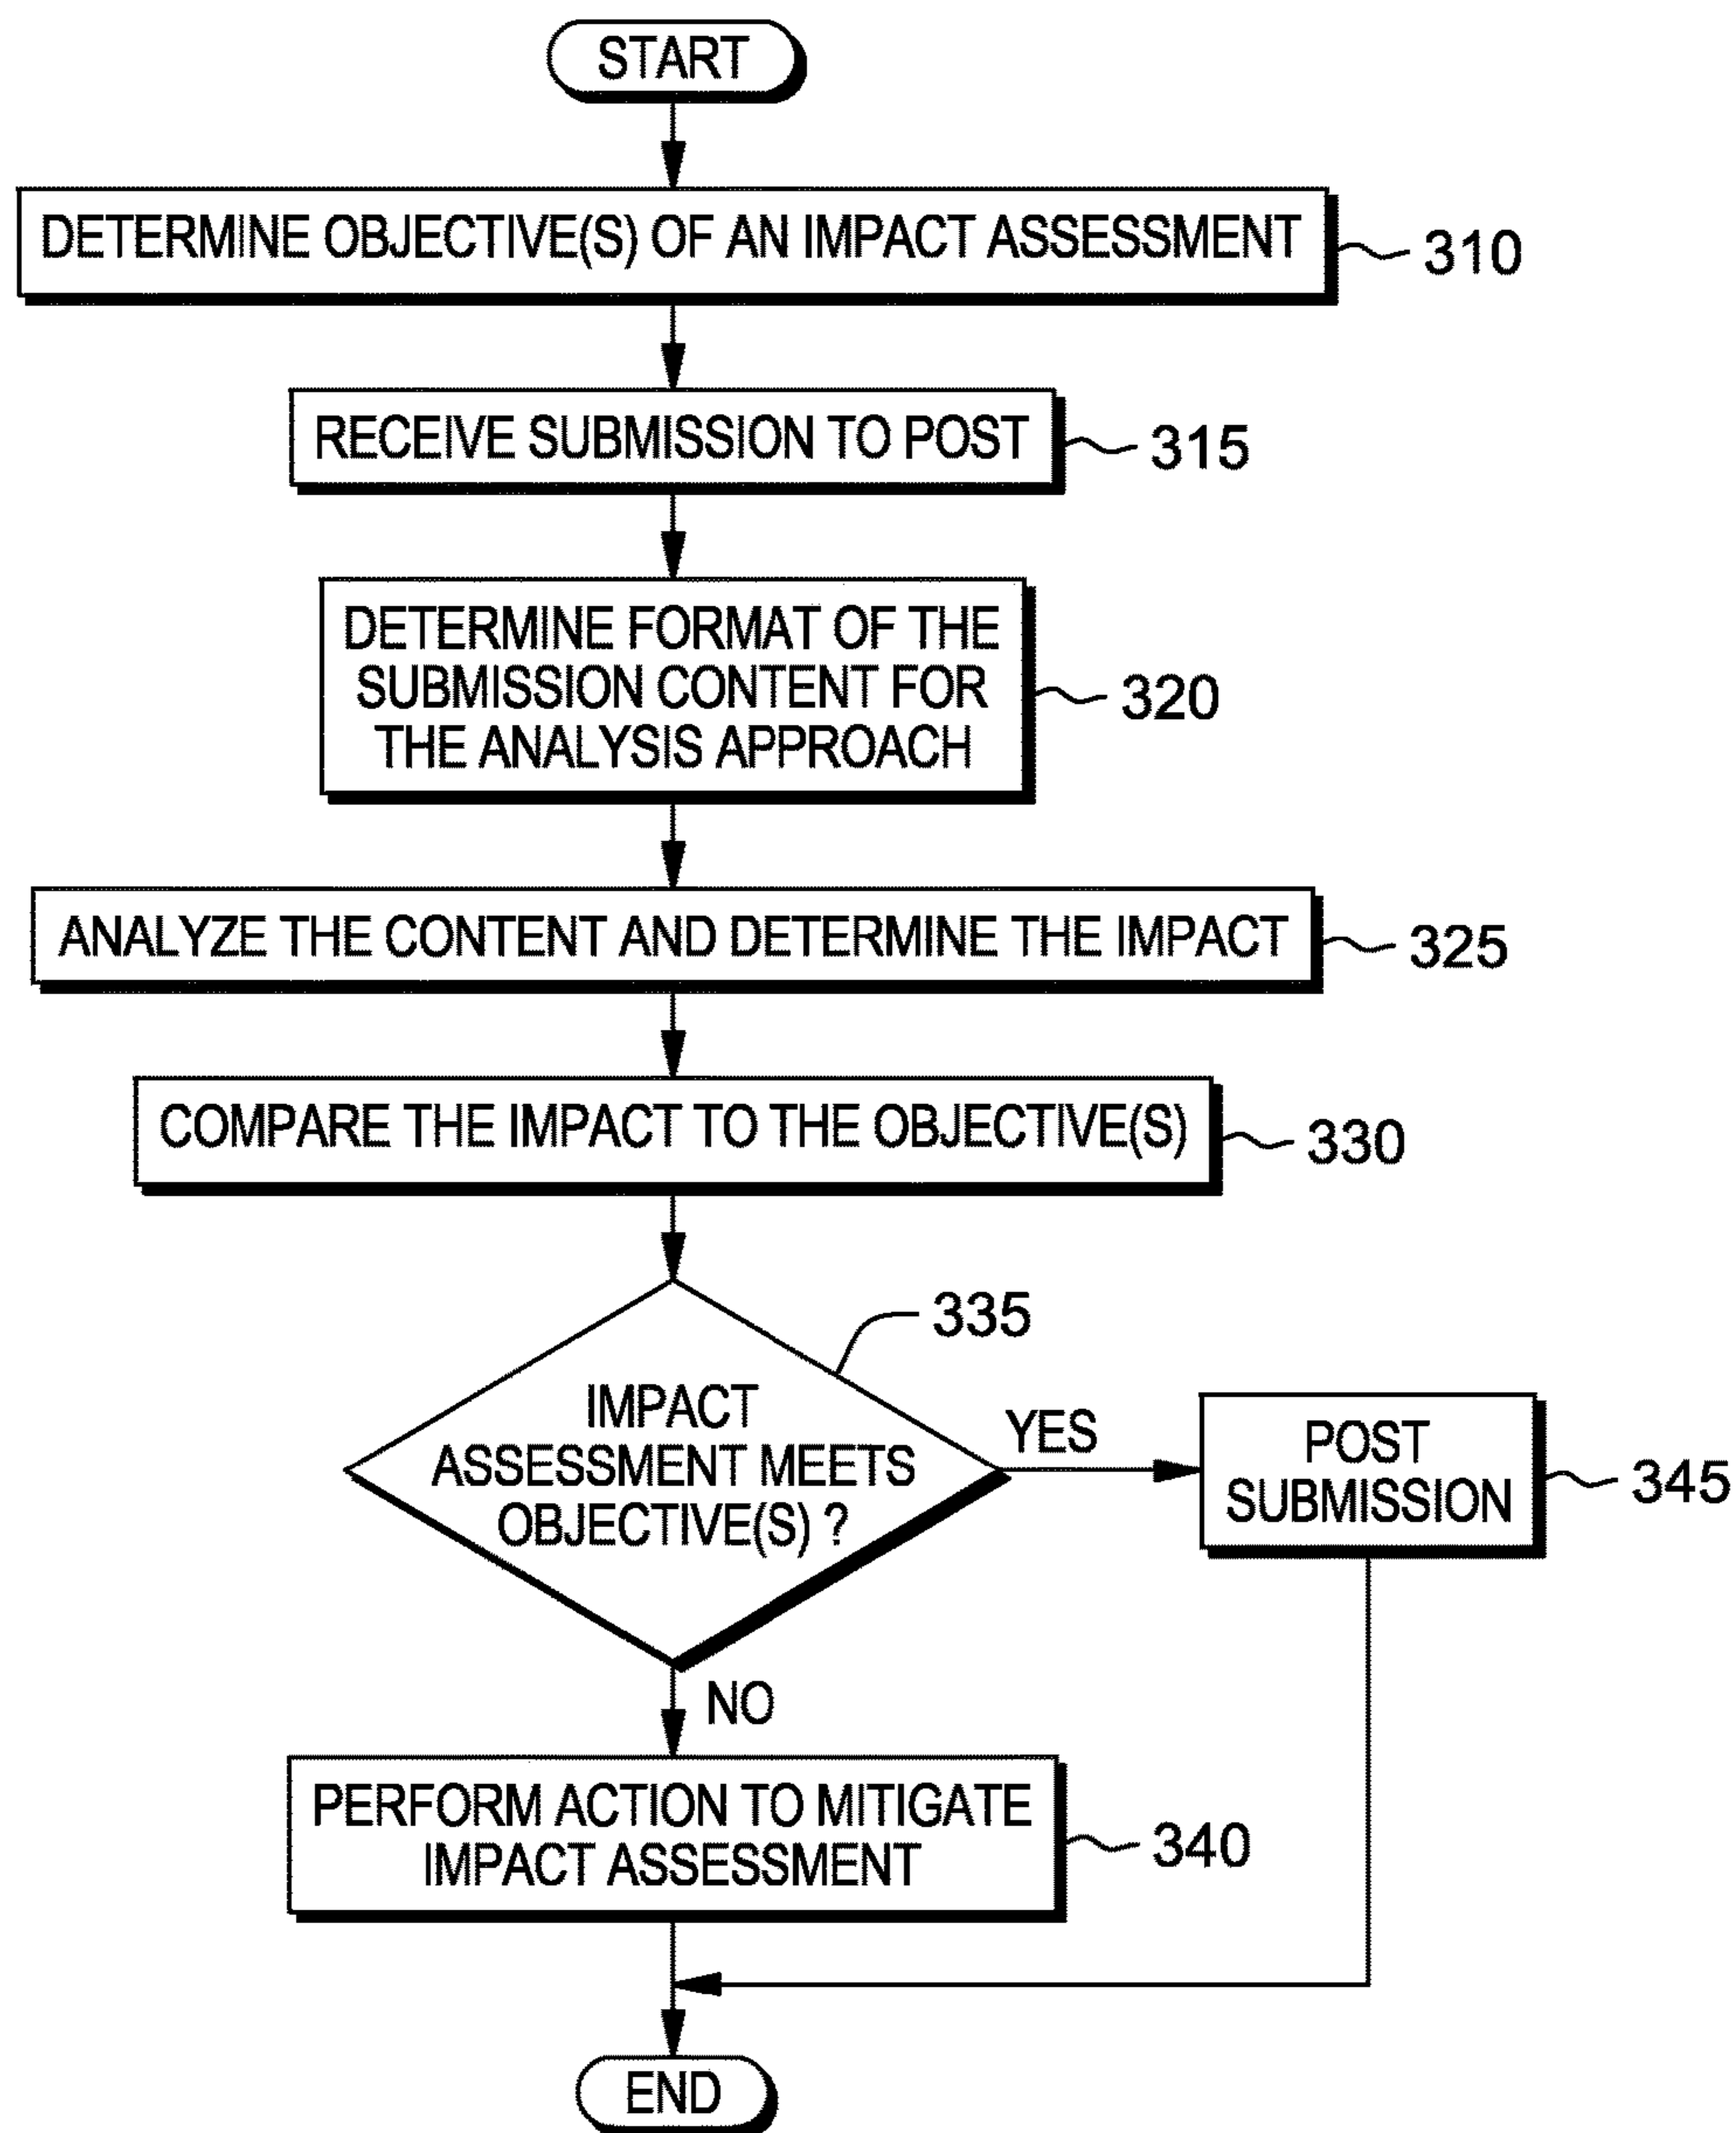 START
DETERMINE OBJECTIVE(S) OF AN IMPACT ASSESSMENT
310
RECEIVE SUBMISSION TO POST
315
DETERMINE FORMAT OF THE
SUBMISSION CONTENT FOR
THE ANALYSIS APPROACH
320
ANALYZE THE CONTENT AND DETERMINE THE IMPACT
325
COMPARE THE IMPACT TO THE OBJECTIVE(S)
330
335
IMPACT
ASSESSMENT MEETS
OBJECTIVE(S) ?
YES
POST
SUBMISSION
345
NO
PERFORM ACTION TO MITIGATE
IMPACT ASSESSMENT
340
END